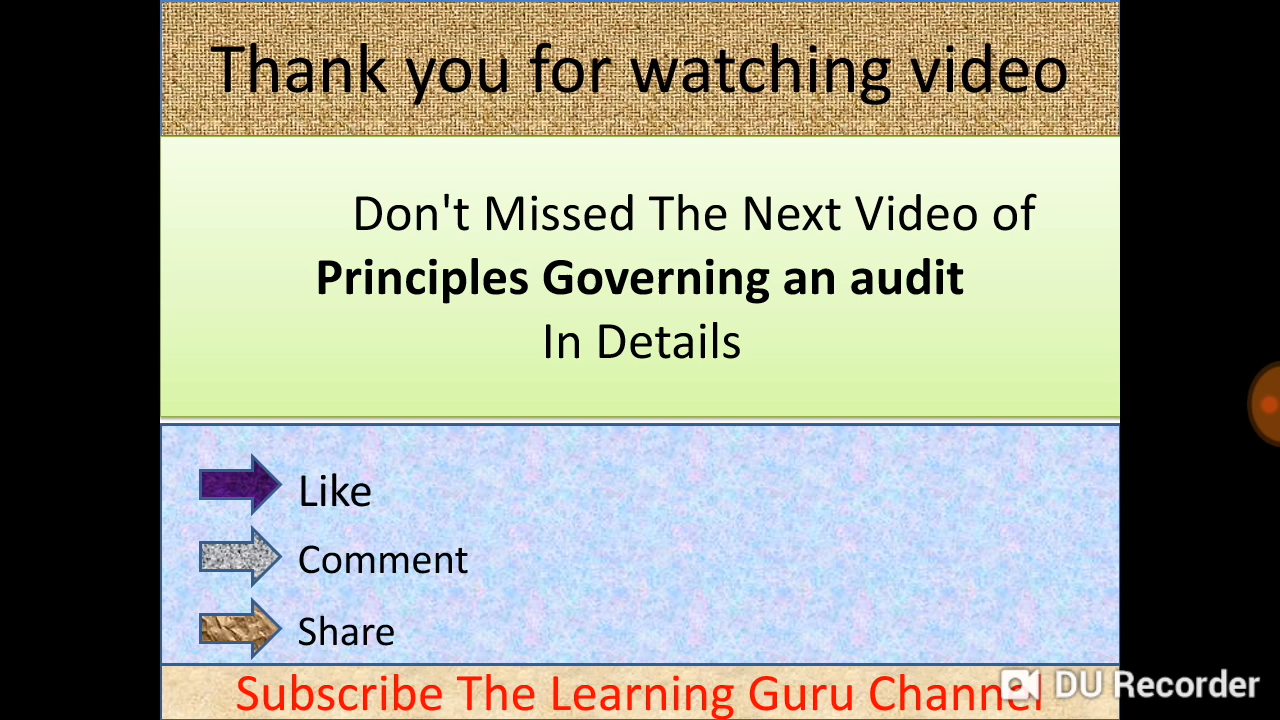 Thank you for watching video
Don't Missed The Next Video of
Principles Governing an audit
In Details
Like
Comment
Share
Subscribe The Learning Guru Channel
DU Recorder